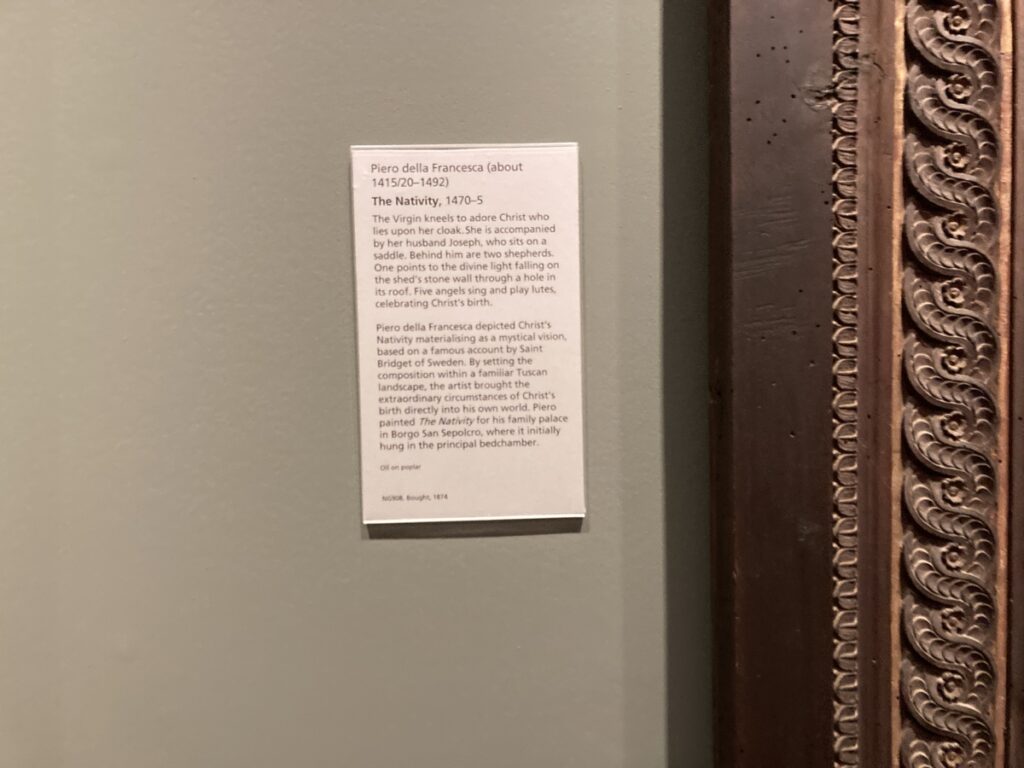 Piero della Francesca (about
1415/20–1492)
The Nativity, 1470–5
The Virgin kneels to adore Christ who
lies upon her cloak. She is accompanied
by her husband Joseph, who sits on a
saddle. Behind him are two shepherds.
One points to the divine light falling on
the shed's stone wall through a hole in
its roof. Five angels sing and play lutes,
celebrating Christ's birth.
Piero della Francesca depicted Christ's
Nativity materialising as a mystical vision,
based on a famous account by Saint
Bridget of Sweden. By setting the
composition within a familiar Tuscan
landscape, the artist brought the
extraordinary circumstances of Christ's
birth directly into his own world. Piero
painted The Nativity for his family palace
in Borgo San Sepolcro, where it initially
hung in the principal bedchamber.
Oil on poplar
NG908. Bought, 1874